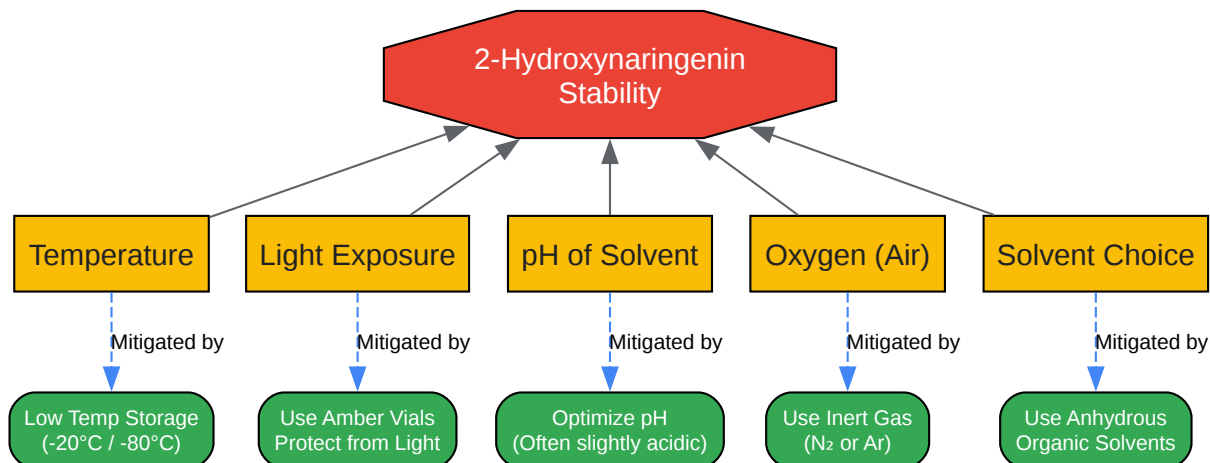 2-Hydroxynaringenin
Stability
Temperature
Light Exposure
pH of Solvent
Oxygen (Air)
Solvent Choice
Mitigated by
Mitigated by
Mitigated by
Mitigated by
Mitigated by
Low Temp Storage
(-20°C / -80°C)
Use Amber Vials
Protect from Light
Optimize pH
(Often slightly acidic)
Use Inert Gas
(N₂ or Ar)
Use Anhydrous
Organic Solvents